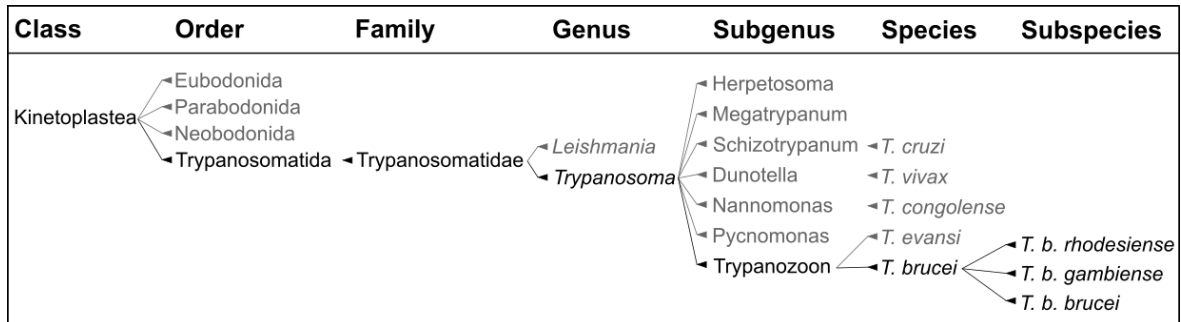 Class Order Family Genus Subgenus Species Subspecies
Eubodonida Herpetosoma
Parabodonida Megatrypanum
Kinetoplastea Neobodonida Leishmania Schizotrypanum T. cruzi
Trypanosomatida Trypanosomatidae Trypanosoma Dunotella T. vivax
Nannomonas T. congolense
Pycnomonas T. evansi T. b. rhodesiense
Trypanozoon T. brucei T. b. gambiense
T. b. brucei